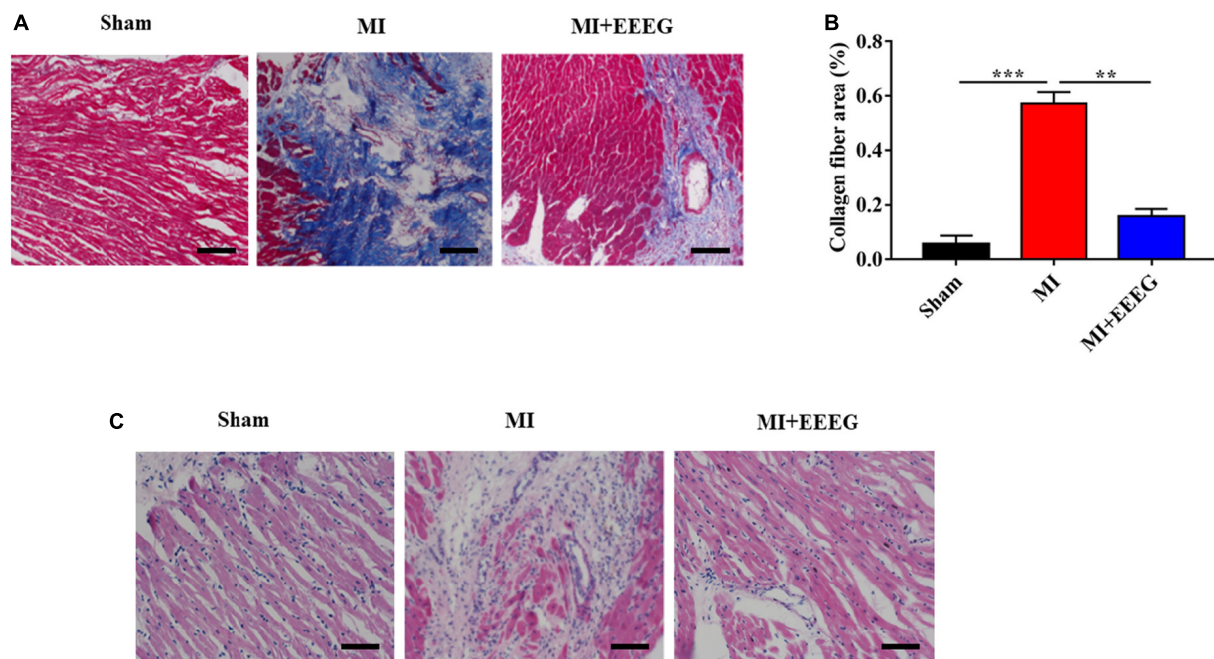 A
Sham
MI
MI+EEEG
B
Collagen fiber area (%)
0.8
0.6
0.4
0.2
0.0
***
**
Sham
MI
MI+EEEG
C
Sham
MI
MI+EEEG